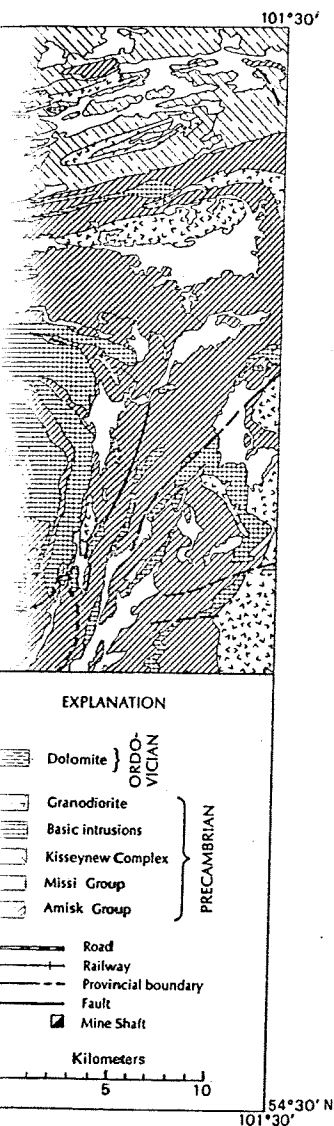 101°30′
EXPLANATION
Dolomite } ORDO-
VICIAN
Granodiorite
Basic intrusions
Kisseynew Complex
Missi Group
Amisk Group
PRECAMBRIAN
Road
Railway
Provincial boundary
Fault
Mine Shaft
Kilometers
5 10
54°30′ N
101°30′